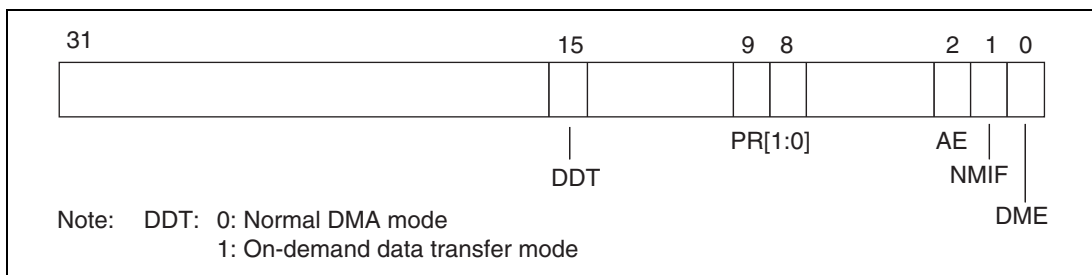 31 15 9 8 2 1 0
PR[1:0] AE
DDT NMIF
DME
Note: DDT: 0: Normal DMA mode
1: On-demand data transfer mode